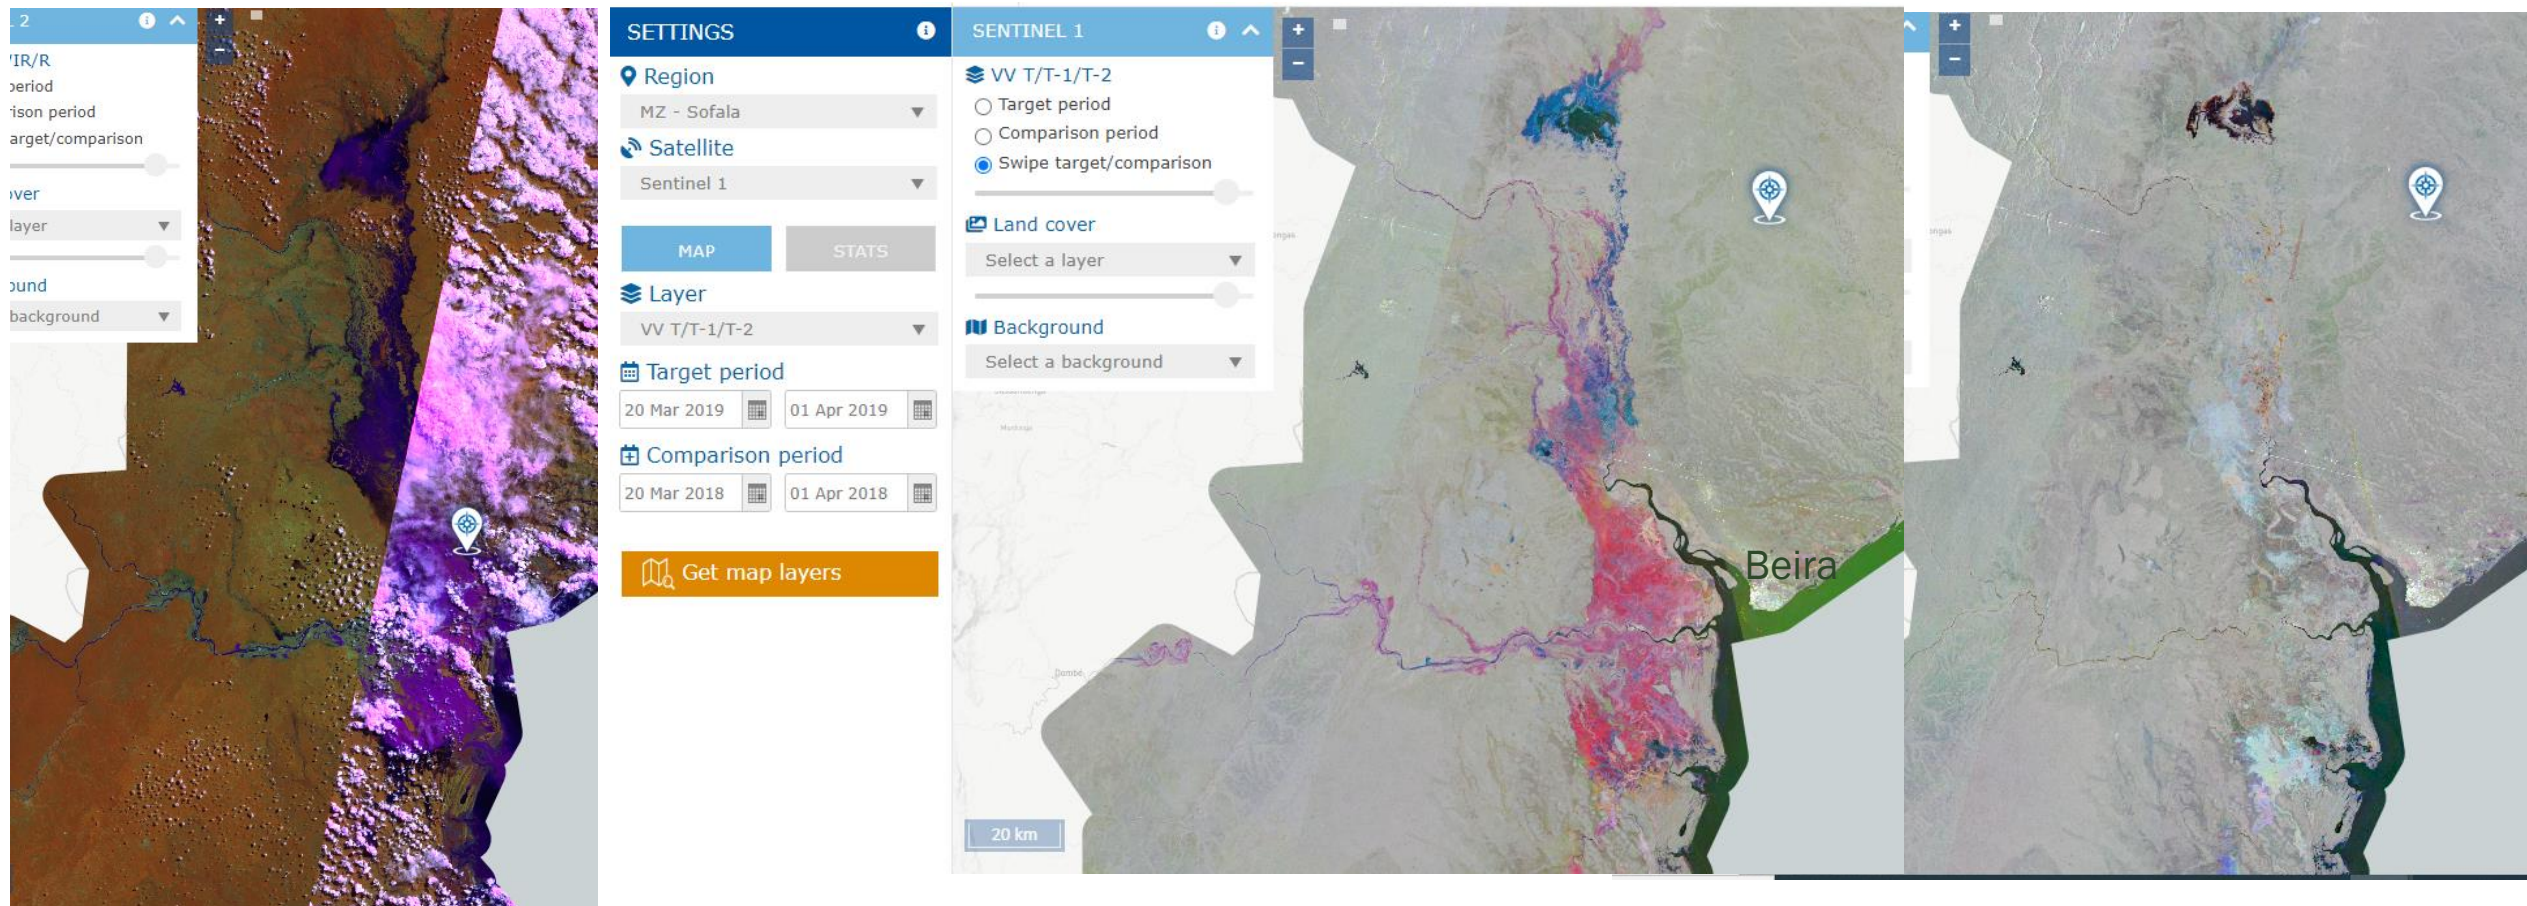 L 2
/IR/R
period
ison period
arget/comparison
over
layer
ound
background
+
−
SETTINGS
Region
MZ - Sofala
Satellite
Sentinel 1
MAP
STATS
Layer
VV T/T-1/T-2
Target period
20 Mar 2019
01 Apr 2019
Comparison period
20 Mar 2018
01 Apr 2018
Get map layers
SENTINEL 1
VV T/T-1/T-2
Target period
Comparison period
Swipe target/comparison
Land cover
Select a layer
Background
Select a background
+
−
Dombe
20 km
Beira
+
−